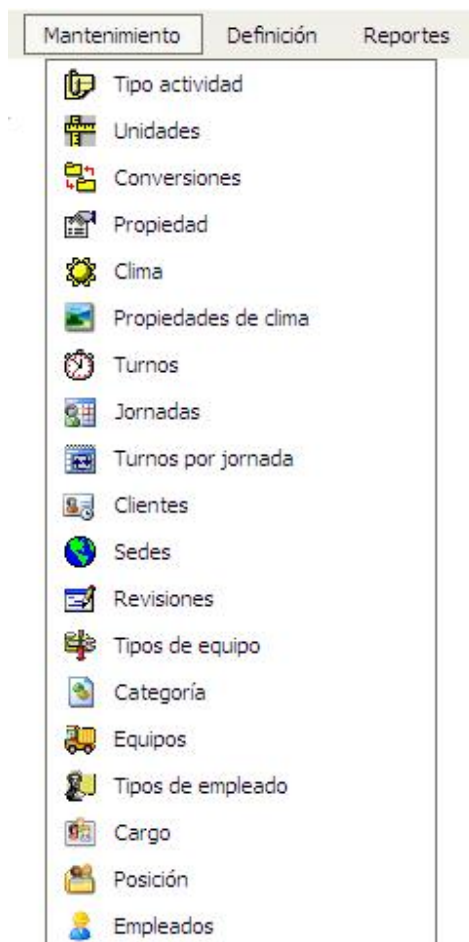 Mantenimiento Definición Reportes
Tipo actividad
Unidades
Conversiones
Propiedad
Clima
Propiedades de clima
Turnos
Jornadas
Turnos por jornada
Clientes
Sedes
Revisiones
Tipos de equipo
Categoría
Equipos
Tipos de empleado
Cargo
Posición
Empleados